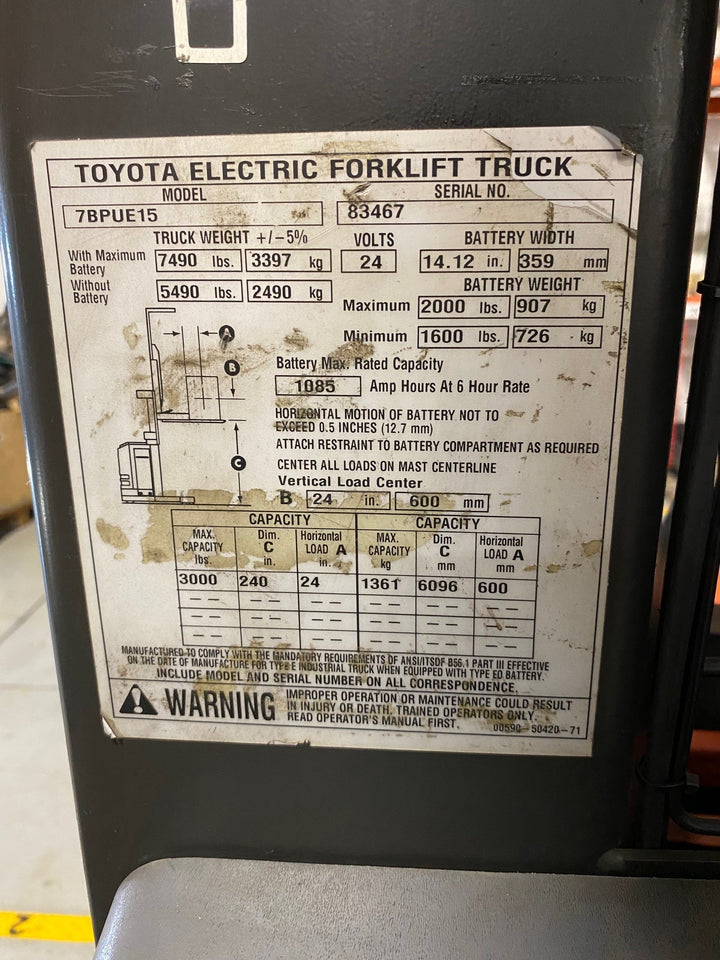 TOYOTA ELECTRIC FORKLIFT TRUCK
MODEL SERIAL NO.
7BPUE15 83467
TRUCK WEIGHT +/-5% VOLTS BATTERY WIDTH
With Maximum Battery 7490 lbs. 3397 kg 24 14.12 in. 359 mm
Without Battery 5490 lbs. 2490 kg BATTERY WEIGHT
Maximum 2000 lbs. 907 kg
Minimum 1600 lbs. 726 kg
A
B
C
Battery Max. Rated Capacity
1085 Amp Hours At 6 Hour Rate
HORIZONTAL MOTION OF BATTERY NOT TO
EXCEED 0.5 INCHES (12.7 mm)
ATTACH RESTRAINT TO BATTERY COMPARTMENT AS REQUIRED
CENTER ALL LOADS ON MAST CENTERLINE
Vertical Load Center
B 24 in. 600 mm
CAPACITY CAPACITY
MAX. CAPACITY lbs. Dim. C in. Horizontal LOAD A in. MAX. CAPACITY kg Dim. C mm Horizontal LOAD A mm
3000 240 24 1361 6096 600
-- -- -- -- -- --
-- -- -- -- -- --
-- -- -- -- -- --
MANUFACTURED TO COMPLY WITH THE MANDATORY REQUIREMENTS OF ANSI/ITSDF B56.1 PART III EFFECTIVE
ON THE DATE OF MANUFACTURE FOR TYPE E INDUSTRIAL TRUCK WHEN EQUIPPED WITH TYPE EO BATTERY.
INCLUDE MODEL AND SERIAL NUMBER ON ALL CORRESPONDENCE.
WARNING
IMPROPER OPERATION OR MAINTENANCE COULD RESULT
IN INJURY OR DEATH. TRAINED OPERATORS ONLY.
READ OPERATOR'S MANUAL FIRST. 00590-50420-71